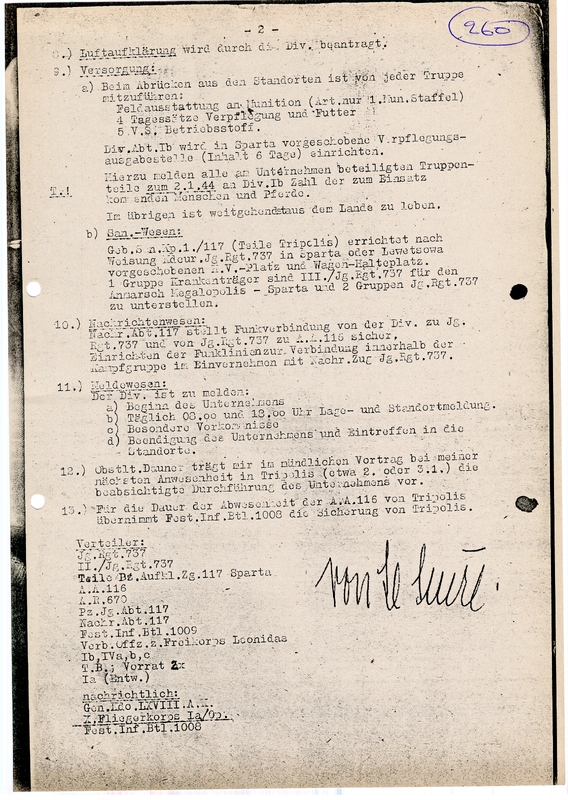 - 2 -
260
8.) Luftaufklärung wird durch die Div. beantragt.
9.) Versorgung:
a) Beim Abrücken aus den Standorten ist von jeder Truppe
mitzuführen:
Feldausstattung an Munition (Art.nur 1.Mun.Staffel)
4 Tagessätze Verpflegung und Futter
5 V.S. Betriebsstoff.
Div.Abt.Ib wird in Sparta vorgeschobene Verpflegungs-
ausgabestelle (Inhalt 6 Tage) einrichten.
Hierzu melden alle am Unternehmen beteiligten Truppen-
T.! teile zum 2.1.44 an Div.Ib Zahl der zum Einsatz
kommenden Menschen und Pferde.
Im übrigen ist weitgehendst aus dem Lande zu leben.
b) San.-Wesen:
Geb.San.Kp.1./117 (Teile Tripolis) errichtet nach
Weisung Kdeur.Jg.Rgt.737 in Sparta oder Lewetsowa
vorgeschobenen H.V.-Platz und Wagen-Halteplatz.
1 Gruppe Krankenträger sind III./Jg.Rgt.737 für den
Anmarsch Megalopolis - Sparta und 2 Gruppen Jg.Rgt.737
zu unterstellen.
10.) Nachrichtenwesen:
Nachr.Abt.117 stellt Funkverbindung von der Div. zu Jg.
Rgt.737 und von Jg.Rgt.737 zu A.A.116 sicher,
Einrichten der Funklinien zur Verbindung innerhalb der
Kampfgruppe im Einvernehmen mit Nachr.Zug Jg.Rgt.737.
11.) Meldewesen:
Der Div. ist zu melden:
a) Beginn des Unternehmens
b) Täglich 08.oo und 18.oo Uhr Lage- und Standortmeldung.
c) Besondere Vorkommnisse
d) Beendigung des Unternehmens und Eintreffen in die
Standorte.
12.) Obstlt.Dauner trägt mir im mündlichen Vortrag bei meiner
nächsten Anwesenheit in Tripolis (etwa 2. oder 3.1.) die
beabsichtigte Durchführung des Unternehmens vor.
13.) Für die Dauer der Abwesenheit der A.A.116 von Tripolis
übernimmt Fest.Inf.Btl.1008 die Sicherung von Tripolis.
Verteiler:
Jg.Rgt.737
II./Jg.Rgt.737
Teile Pz.Aufkl.Zg.117 Sparta
A.A.116
A.R.670
Pz.Jg.Abt.117
Nachr.Abt.117
Fest.Inf.Btl.1009
Verb.Offz.z.Freikorps Leonidas
Ib,IVa,b,c
T.B.; Vorrat 2x
Ia (Entw.)
von Le Suire.
nachrichtlich:
Gen.Kdo.LXVIII.A.K.
X.Fliegerkorps Ia/Op.
Fest.Inf.Btl.1008